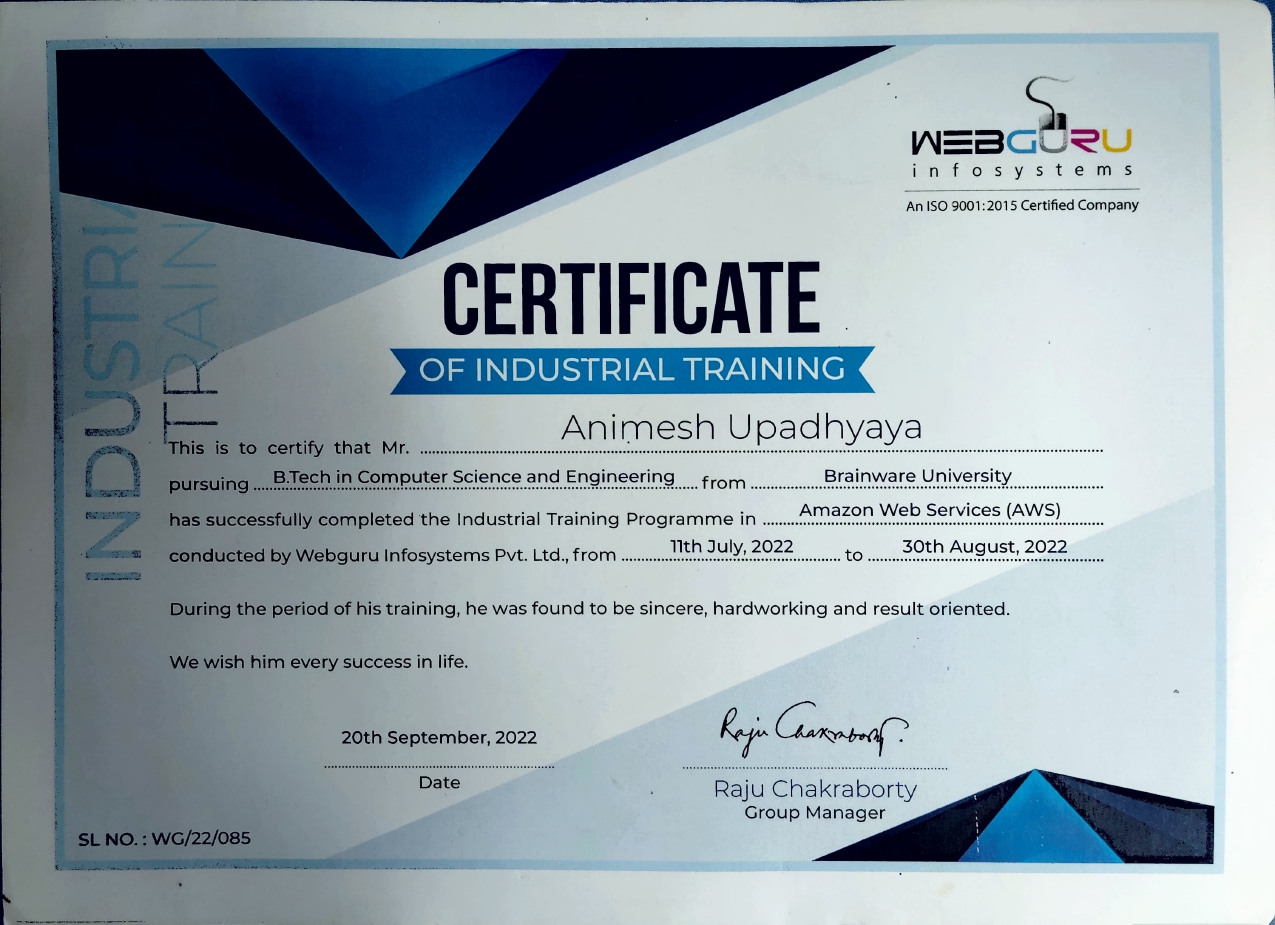 WEBGURU
infosystems
An ISO 9001:2015 Certified Company
INDUSTRIAL
TRAINING
CERTIFICATE
OF INDUSTRIAL TRAINING
This is to certify that Mr. Animesh Upadhyaya
pursuing B.Tech in Computer Science and Engineering from Brainware University
has successfully completed the Industrial Training Programme in Amazon Web Services (AWS)
conducted by Webguru Infosystems Pvt. Ltd., from 11th July, 2022 to 30th August, 2022
During the period of his training, he was found to be sincere, hardworking and result oriented.
We wish him every success in life.
20th September, 2022
Date
Raju Chakraborty.
Raju Chakraborty
Group Manager
SL NO. : WG/22/085